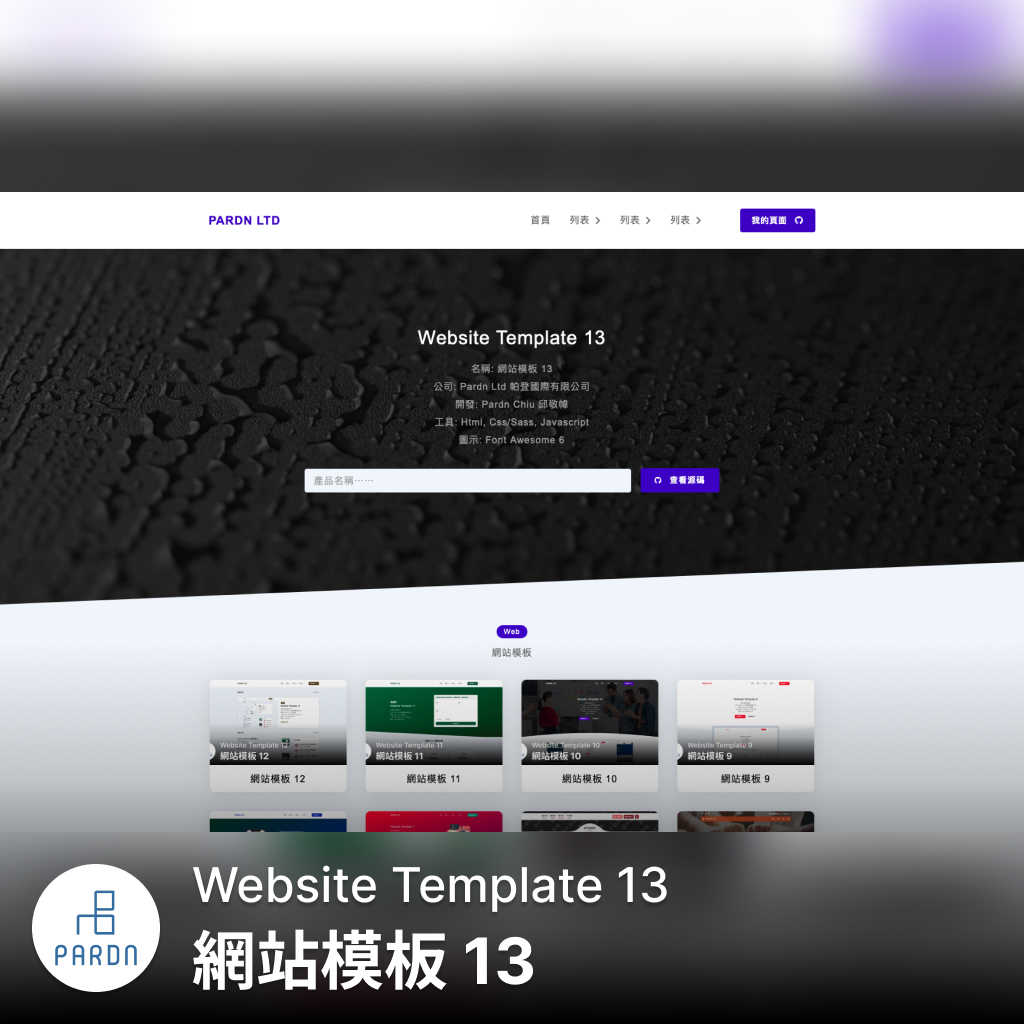 PARDN LTD
首頁 列表 列表 列表 我的頁面
Website Template 13
名稱: 網站模板 13
公司: Pardn Ltd 帕登國際有限公司
開發: Pardn Chiu 邱敬幃
工具: Html, Css/Sass, Javascript
圖示: Font Awesome 6
產品名稱⋯⋯ 查看源碼
Web
網站模板
Website Template 12
網站模板 12
網站模板 12
Website Template 11
網站模板 11
網站模板 11
Website Template 10
網站模板 10
網站模板 10
Website Template 9
網站模板 9
網站模板 9
PARDN
Website Template 13
網站模板 13